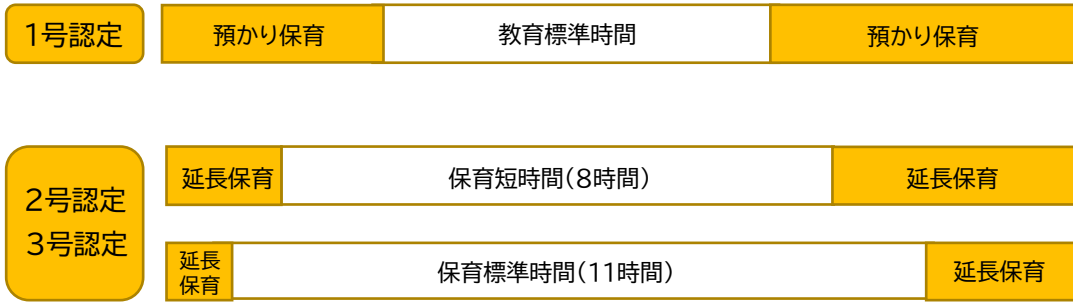 1号認定
預かり保育
教育標準時間
預かり保育
2号認定
3号認定
延長保育
保育短時間(8時間)
延長保育
延長
保育
保育標準時間(11時間)
延長保育